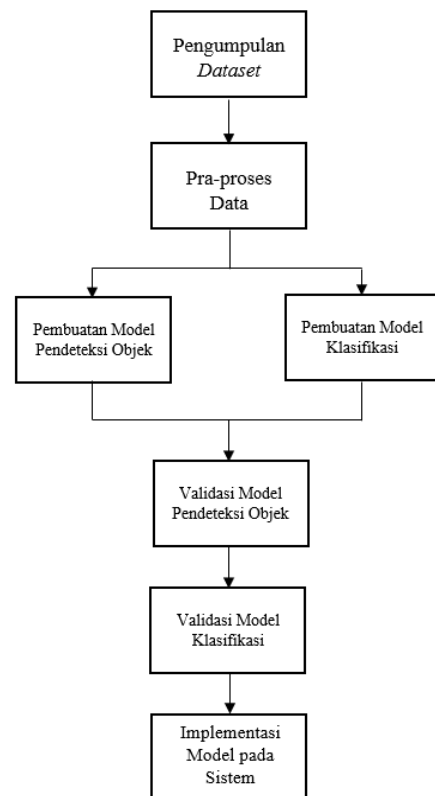 Pengumpulan
Dataset
Pra-proses
Data
Pembuatan Model
Pendeteksi Objek
Pembuatan Model
Klasifikasi
Validasi Model
Pendeteksi Objek
Validasi Model
Klasifikasi
Implementasi
Model pada
Sistem